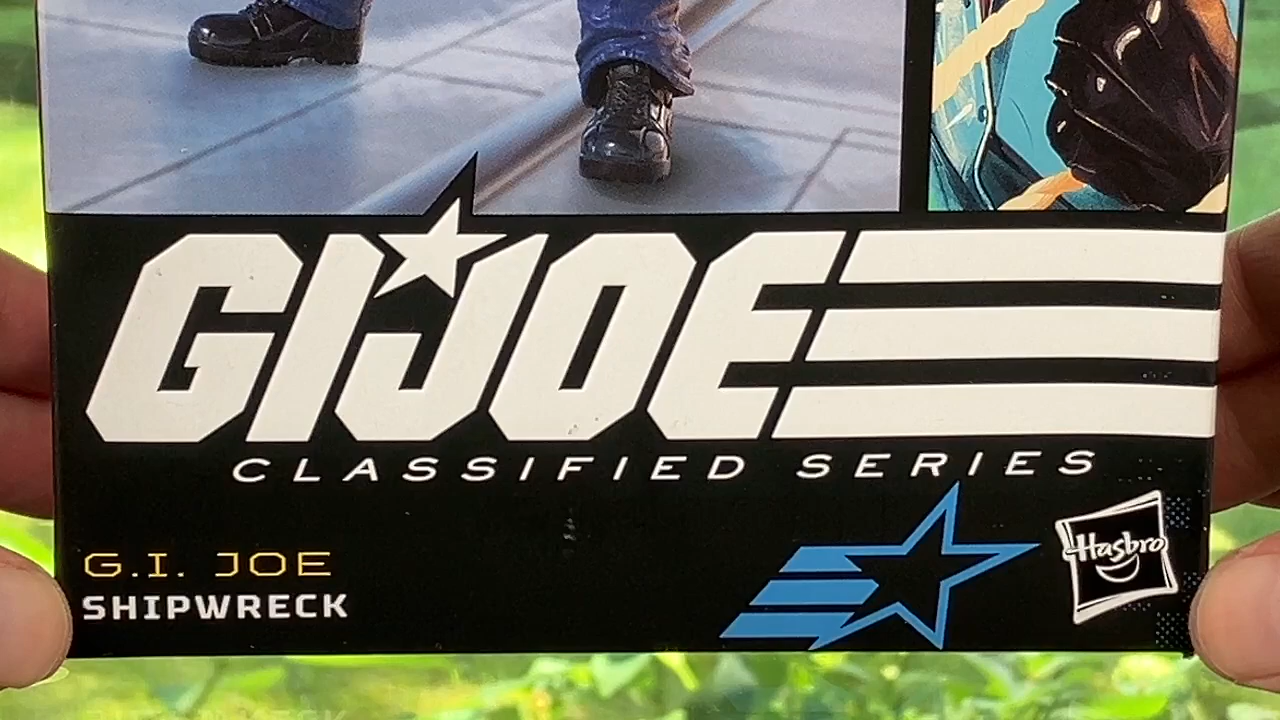 GIJOE
CLASSIFIED SERIES
G.I. JOE
SHIPWRECK
Hasbro